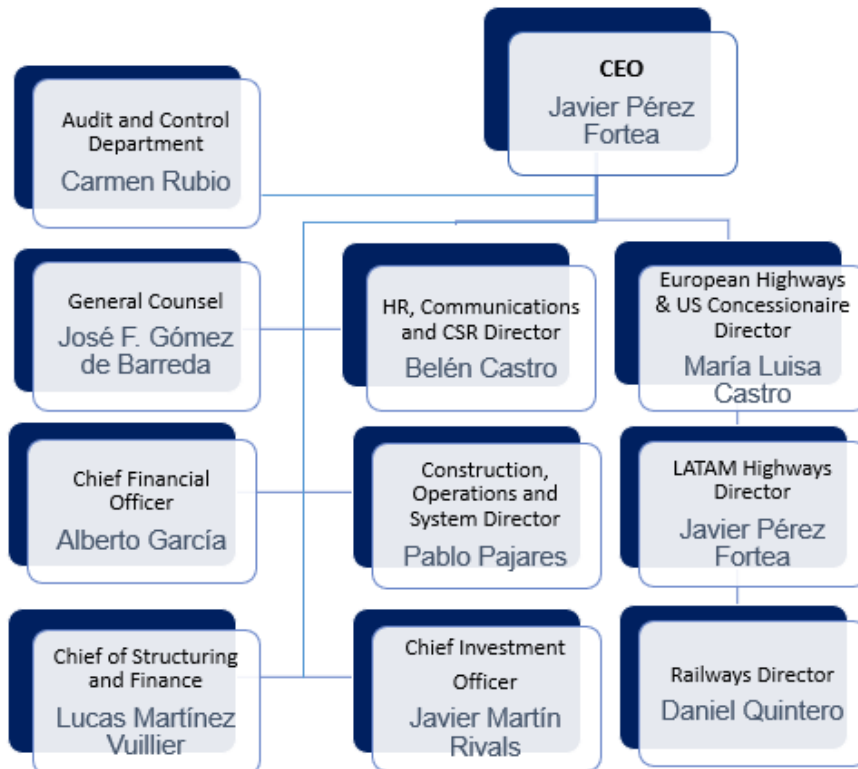 CEO
Javier Pérez
Fortea
Audit and Control
Department
Carmen Rubio
General Counsel
José F. Gómez
de Barreda
HR, Communications
and CSR Director
Belén Castro
European Highways
& US Concessionaire
Director
María Luisa
Castro
Chief Financial
Officer
Alberto García
Construction,
Operations and
System Director
Pablo Pajares
LATAM Highways
Director
Javier Pérez
Fortea
Chief of Structuring
and Finance
Lucas Martínez
Vuillier
Chief Investment
Officer
Javier Martín
Rivals
Railways Director
Daniel Quintero